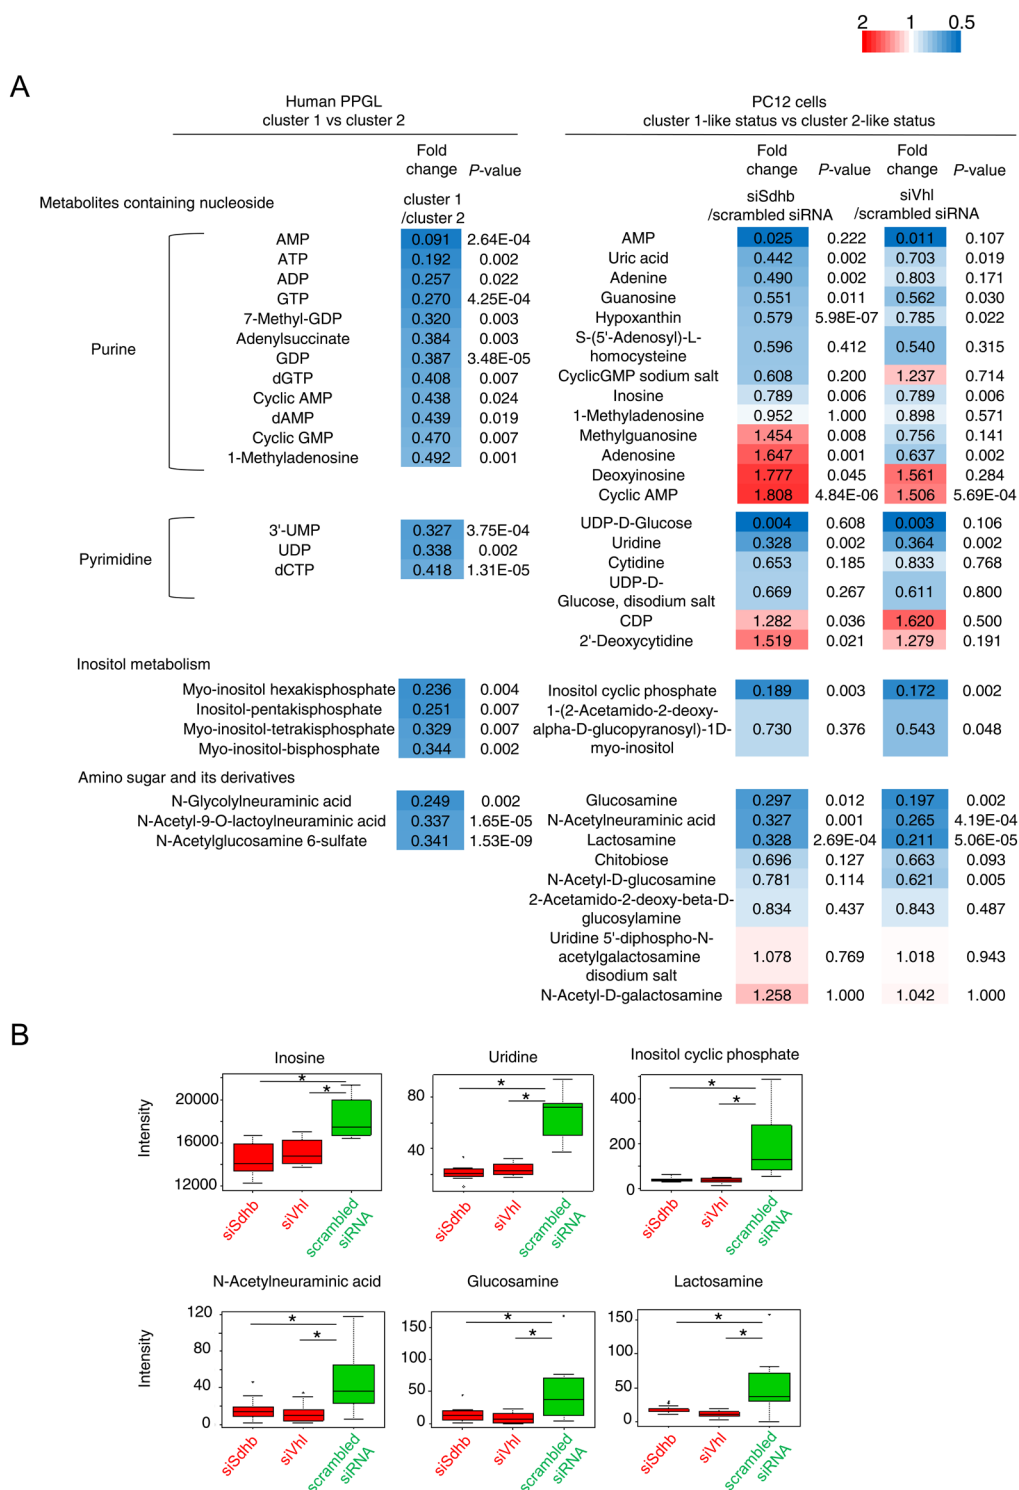 2 1 0.5
A
Human PPGL
cluster 1 vs cluster 2
PC12 cells
cluster 1-like status vs cluster 2-like status
Fold change P-value
Fold change P-value Fold change P-value
Metabolites containing nucleoside
cluster 1
/cluster 2
siSdhb
/scrambled siRNA
siVhl
/scrambled siRNA
Purine
AMP 0.091 2.64E-04
ATP 0.192 0.002
ADP 0.257 0.022
GTP 0.270 4.25E-04
7-Methyl-GDP 0.320 0.003
Adenylsuccinate 0.384 0.003
GDP 0.387 3.48E-05
dGTP 0.408 0.007
Cyclic AMP 0.438 0.024
dAMP 0.439 0.019
Cyclic GMP 0.470 0.007
1-Methyladenosine 0.492 0.001
AMP 0.025 0.222 0.011 0.107
Uric acid 0.442 0.002 0.703 0.019
Adenine 0.490 0.002 0.803 0.171
Guanosine 0.551 0.011 0.562 0.030
Hypoxanthin 0.579 5.98E-07 0.785 0.022
S-(5'-Adenosyl)-L-
homocysteine 0.596 0.412 0.540 0.315
CyclicGMP sodium salt 0.608 0.200 1.237 0.714
Inosine 0.789 0.006 0.789 0.006
1-Methyladenosine 0.952 1.000 0.898 0.571
Methylguanosine 1.454 0.008 0.756 0.141
Adenosine 1.647 0.001 0.637 0.002
Deoxyinosine 1.777 0.045 1.561 0.284
Cyclic AMP 1.808 4.84E-06 1.506 5.69E-04
Pyrimidine
3'-UMP 0.327 3.75E-04
UDP 0.338 0.002
dCTP 0.418 1.31E-05
UDP-D-Glucose 0.004 0.608 0.003 0.106
Uridine 0.328 0.002 0.364 0.002
Cytidine 0.653 0.185 0.833 0.768
UDP-D-
Glucose, disodium salt 0.669 0.267 0.611 0.800
CDP 1.282 0.036 1.620 0.500
2'-Deoxycytidine 1.519 0.021 1.279 0.191
Inositol metabolism
Myo-inositol hexakisphosphate 0.236 0.004
Inositol-pentakisphosphate 0.251 0.007
Myo-inositol-tetrakisphosphate 0.329 0.007
Myo-inositol-bisphosphate 0.344 0.002
Inositol cyclic phosphate 0.189 0.003 0.172 0.002
1-(2-Acetamido-2-deoxy-
alpha-D-glucopyranosyl)-1D- 0.730 0.376 0.543 0.048
myo-inositol
Amino sugar and its derivatives
N-Glycolylneuraminic acid 0.249 0.002
N-Acetyl-9-O-lactoylneuraminic acid 0.337 1.65E-05
N-Acetylglucosamine 6-sulfate 0.341 1.53E-09
Glucosamine 0.297 0.012 0.197 0.002
N-Acetylneuraminic acid 0.327 0.001 0.265 4.19E-04
Lactosamine 0.328 2.69E-04 0.211 5.06E-05
Chitobiose 0.696 0.127 0.663 0.093
N-Acetyl-D-glucosamine 0.781 0.114 0.621 0.005
2-Acetamido-2-deoxy-beta-D-
glucosylamine 0.834 0.437 0.843 0.487
Uridine 5'-diphospho-N-
acetylgalactosamine 1.078 0.769 1.018 0.943
disodium salt
N-Acetyl-D-galactosamine 1.258 1.000 1.042 1.000
B
Inosine
Intensity
20000
16000
12000
* *
siSdhb siVhl scrambled siRNA
Uridine
80
40
* *
siSdhb siVhl scrambled siRNA
Inositol cyclic phosphate
400
200
0
* *
siSdhb siVhl scrambled siRNA
N-Acetylneuraminic acid
Intensity
120
80
40
0
* *
siSdhb siVhl scrambled siRNA
Glucosamine
150
100
50
0
* *
siSdhb siVhl scrambled siRNA
Lactosamine
150
100
50
0
* *
siSdhb siVhl scrambled siRNA